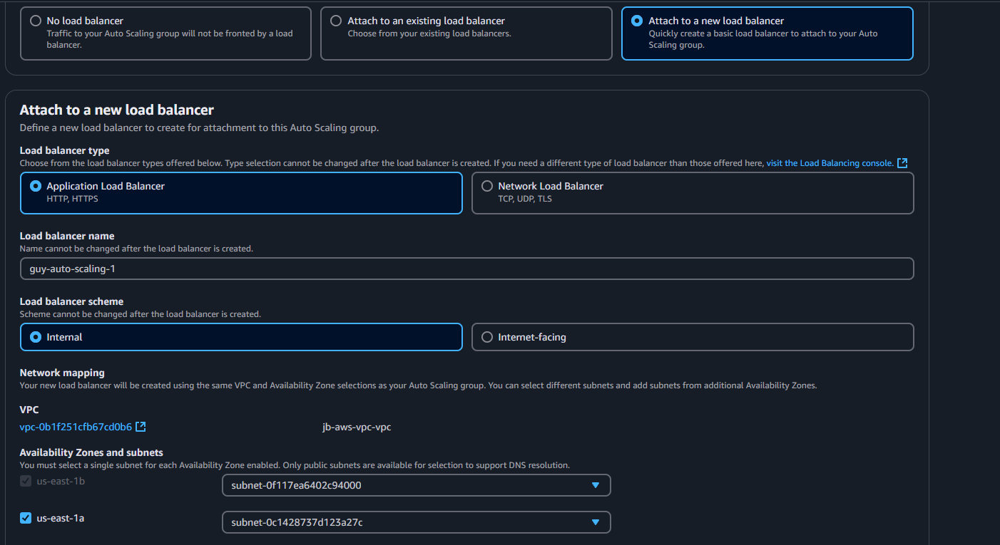 No load balancer
Traffic to your Auto Scaling group will not be fronted by a load
balancer.
Attach to an existing load balancer
Choose from your existing load balancers.
Attach to a new load balancer
Quickly create a basic load balancer to attach to your Auto
Scaling group.
Attach to a new load balancer
Define a new load balancer to create for attachment to this Auto Scaling group.
Load balancer type
Choose from the load balancer types offered below. Type selection cannot be changed after the load balancer is created. If you need a different type of load balancer than those offered here, visit the Load Balancing console.
Application Load Balancer
HTTP, HTTPS
Network Load Balancer
TCP, UDP, TLS
Load balancer name
Name cannot be changed after the load balancer is created.
guy-auto-scaling-1
Load balancer scheme
Scheme cannot be changed after the load balancer is created.
Internal
Internet-facing
Network mapping
Your new load balancer will be created using the same VPC and Availability Zone selections as your Auto Scaling group. You can select different subnets and add subnets from additional Availability Zones.
VPC
vpc-0b1f251cfb67cd0b6
jb-aws-vpc-vpc
Availability Zones and subnets
You must select a single subnet for each Availability Zone enabled. Only public subnets are available for selection to support DNS resolution.
us-east-1b
subnet-0f117ea6402c94000
us-east-1a
subnet-0c1428737d123a27c